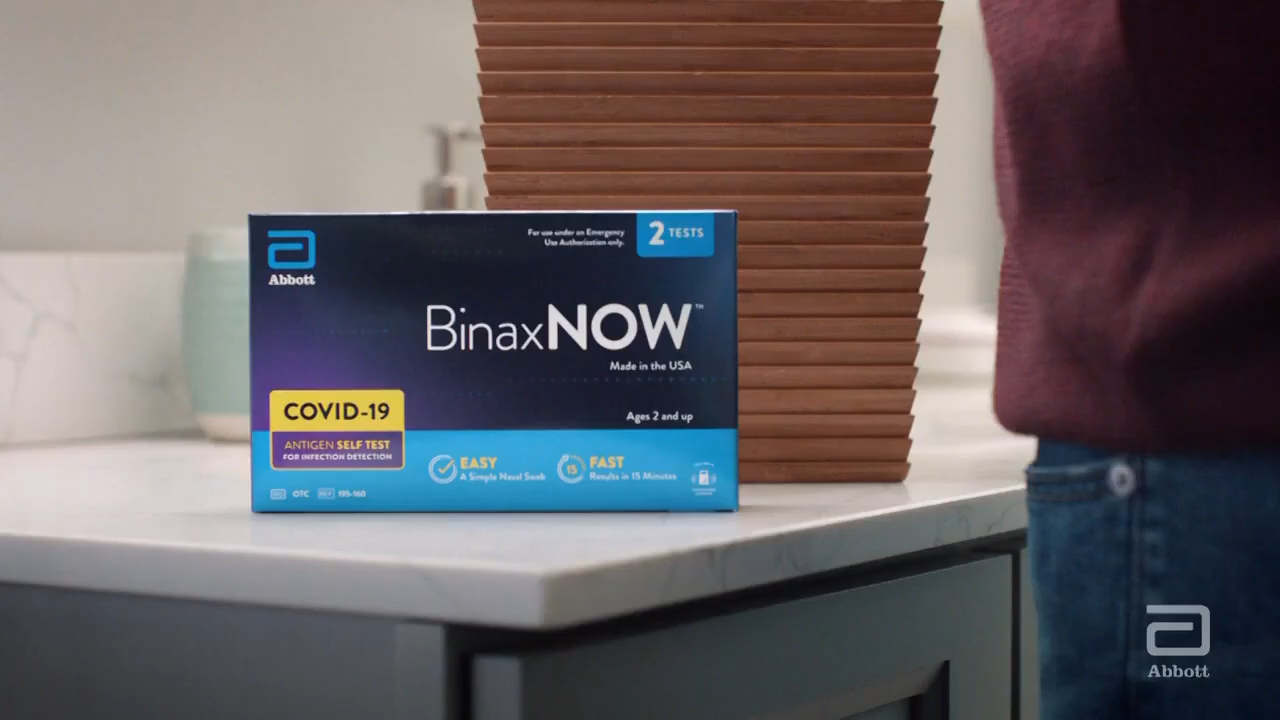 For use under an Emergency
Use Authorization only.
2 TESTS
Abbott
BinaxNOW™
Made in the USA
COVID-19
Ages 2 and up
ANTIGEN SELF TEST
FOR INFECTION DETECTION
EASY
A Simple Nasal Swab
15
FAST
Results in 15 Minutes
OTC
REF 195-160
Abbott